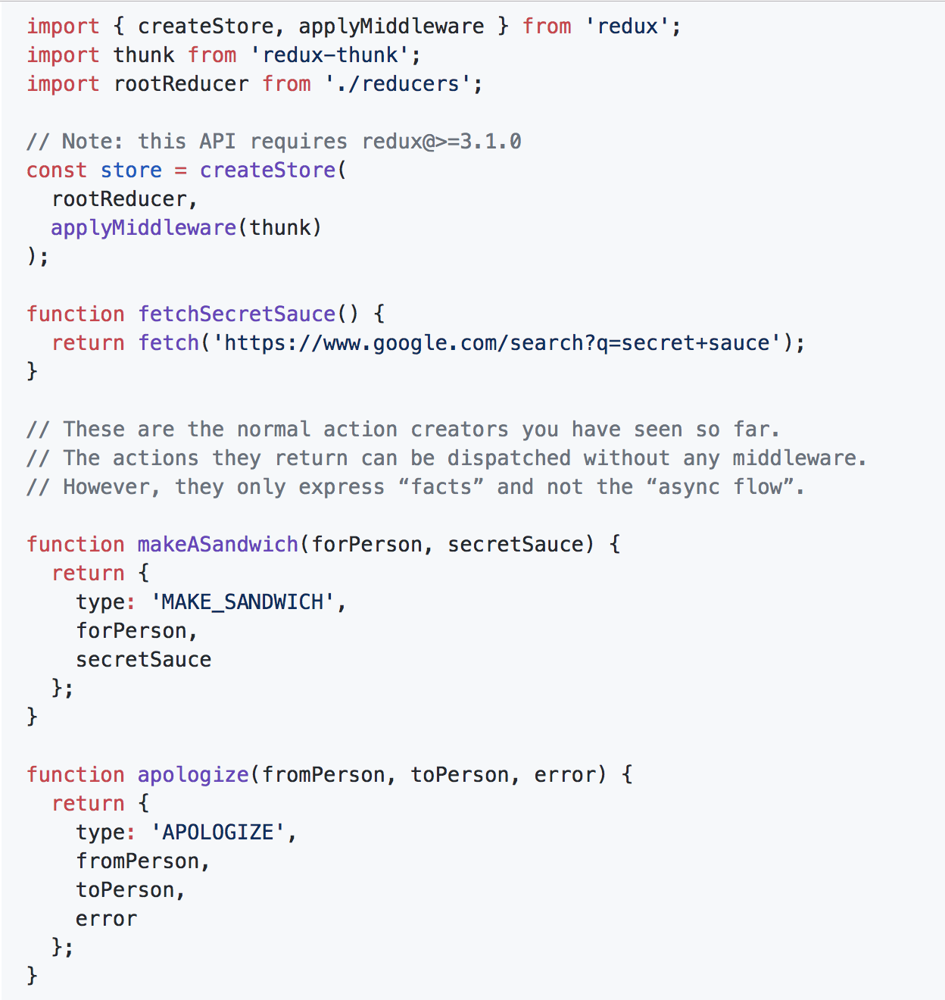 import { createStore, applyMiddleware } from 'redux';
import thunk from 'redux-thunk';
import rootReducer from './reducers';

// Note: this API requires redux@>=3.1.0
const store = createStore(
  rootReducer,
  applyMiddleware(thunk)
);

function fetchSecretSauce() {
  return fetch('https://www.google.com/search?q=secret+sauce');
}

// These are the normal action creators you have seen so far.
// The actions they return can be dispatched without any middleware.
// However, they only express “facts” and not the “async flow”.

function makeASandwich(forPerson, secretSauce) {
  return {
    type: 'MAKE_SANDWICH',
    forPerson,
    secretSauce
  };
}

function apologize(fromPerson, toPerson, error) {
  return {
    type: 'APOLOGIZE',
    fromPerson,
    toPerson,
    error
  };
}